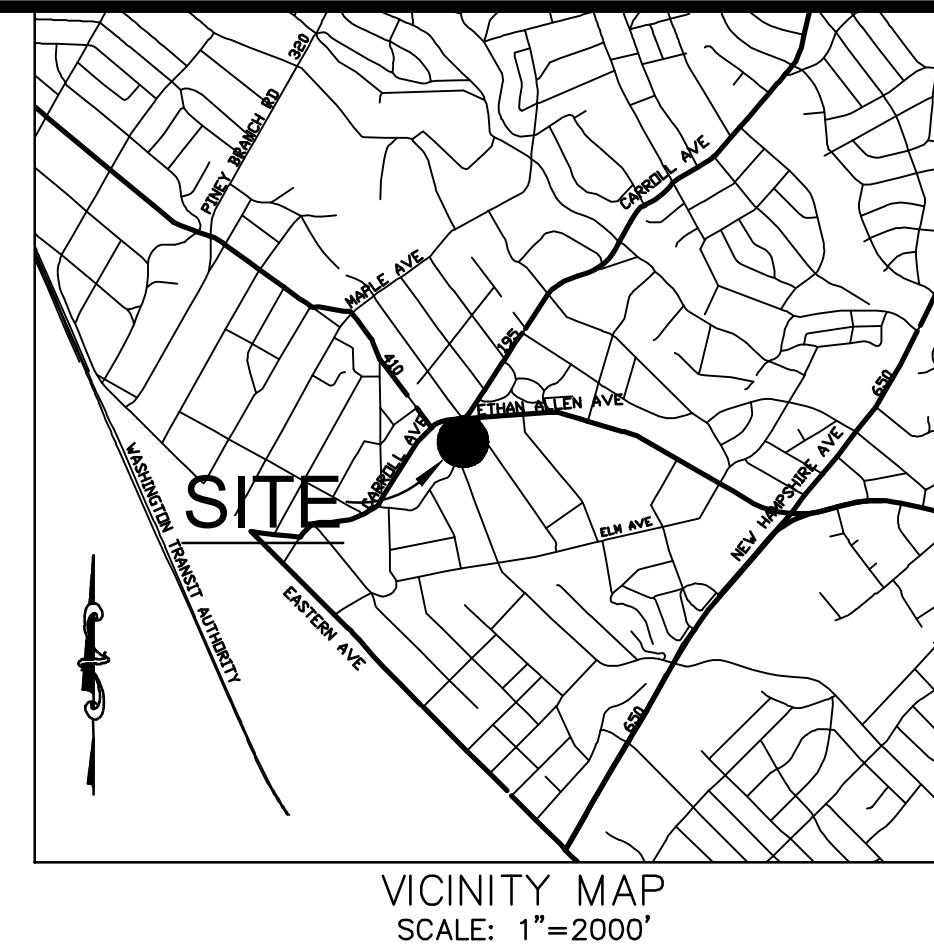 320
PINEY BRANCH RD
CARROLL AVE
MAPLE AVE
195
410
650
ETHAN ALLEN AVE
CARROLL AVE
NEW HAMPSHIRE AVE
SITE
ELM AVE
WASHINGTON TRANSIT AUTHORITY
EASTERN AVE
650
VICINITY MAP
SCALE: 1"=2000'